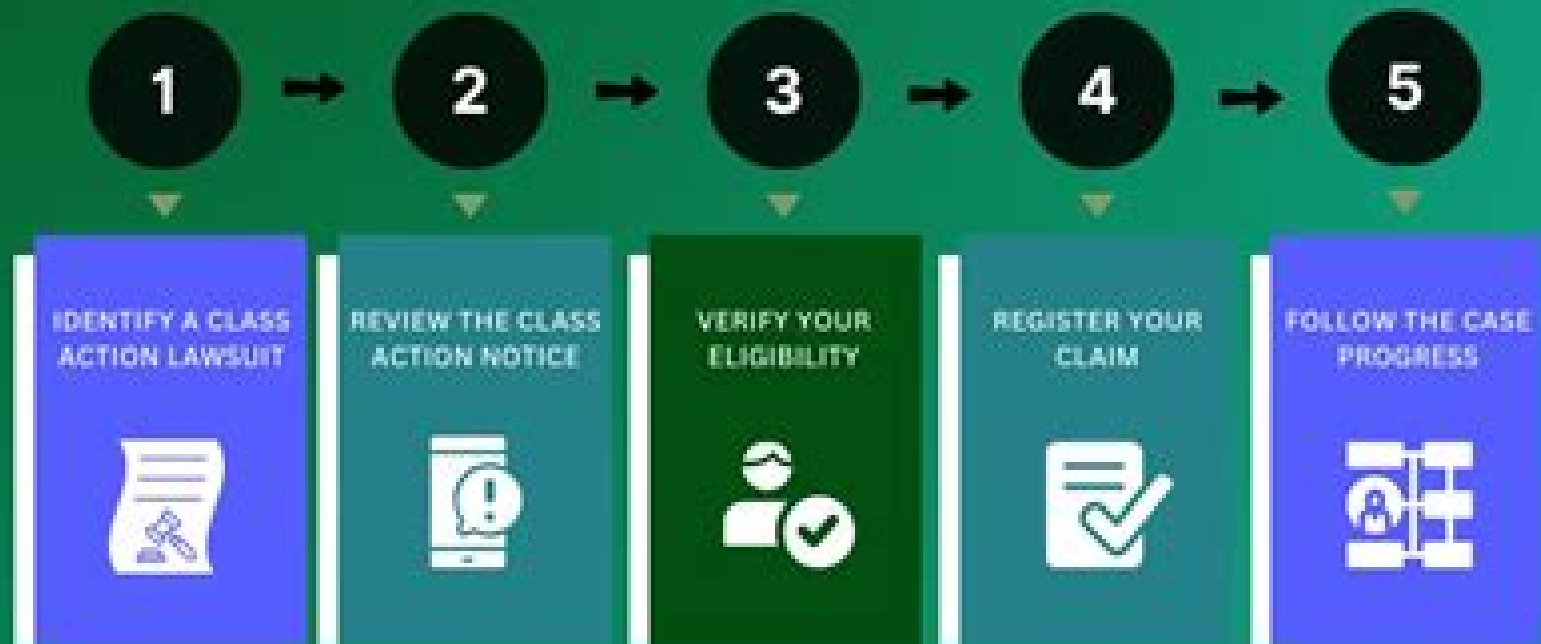 1
2
3
4
5
IDENTIFY A CLASS
ACTION LAWSUIT
REVIEW THE CLASS
ACTION NOTICE
VERIFY YOUR
ELIGIBILITY
REGISTER YOUR
CLAIM
FOLLOW THE CASE
PROGRESS